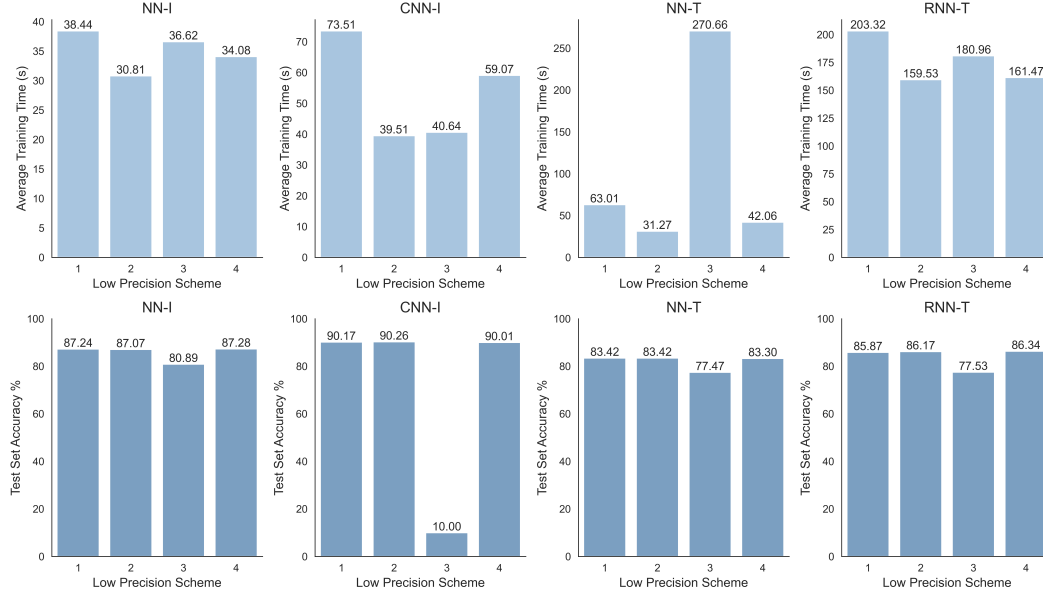 NN-I
CNN-I
NN-T
RNN-T
Average Training Time (s)
40
35
30
25
20
15
10
5
0
38.44
30.81
36.62
34.08
1 2 3 4
Low Precision Scheme
Average Training Time (s)
70
60
50
40
30
20
10
0
73.51
39.51
40.64
59.07
1 2 3 4
Low Precision Scheme
Average Training Time (s)
250
200
150
100
50
0
63.01
31.27
270.66
42.06
1 2 3 4
Low Precision Scheme
Average Training Time (s)
200
175
150
125
100
75
50
25
0
203.32
159.53
180.96
161.47
1 2 3 4
Low Precision Scheme
NN-I
CNN-I
NN-T
RNN-T
Test Set Accuracy %
100
80
60
40
20
0
87.24
87.07
80.89
87.28
1 2 3 4
Low Precision Scheme
Test Set Accuracy %
100
80
60
40
20
0
90.17
90.26
10.00
90.01
1 2 3 4
Low Precision Scheme
Test Set Accuracy %
100
80
60
40
20
0
83.42
83.42
77.47
83.30
1 2 3 4
Low Precision Scheme
Test Set Accuracy %
100
80
60
40
20
0
85.87
86.17
77.53
86.34
1 2 3 4
Low Precision Scheme